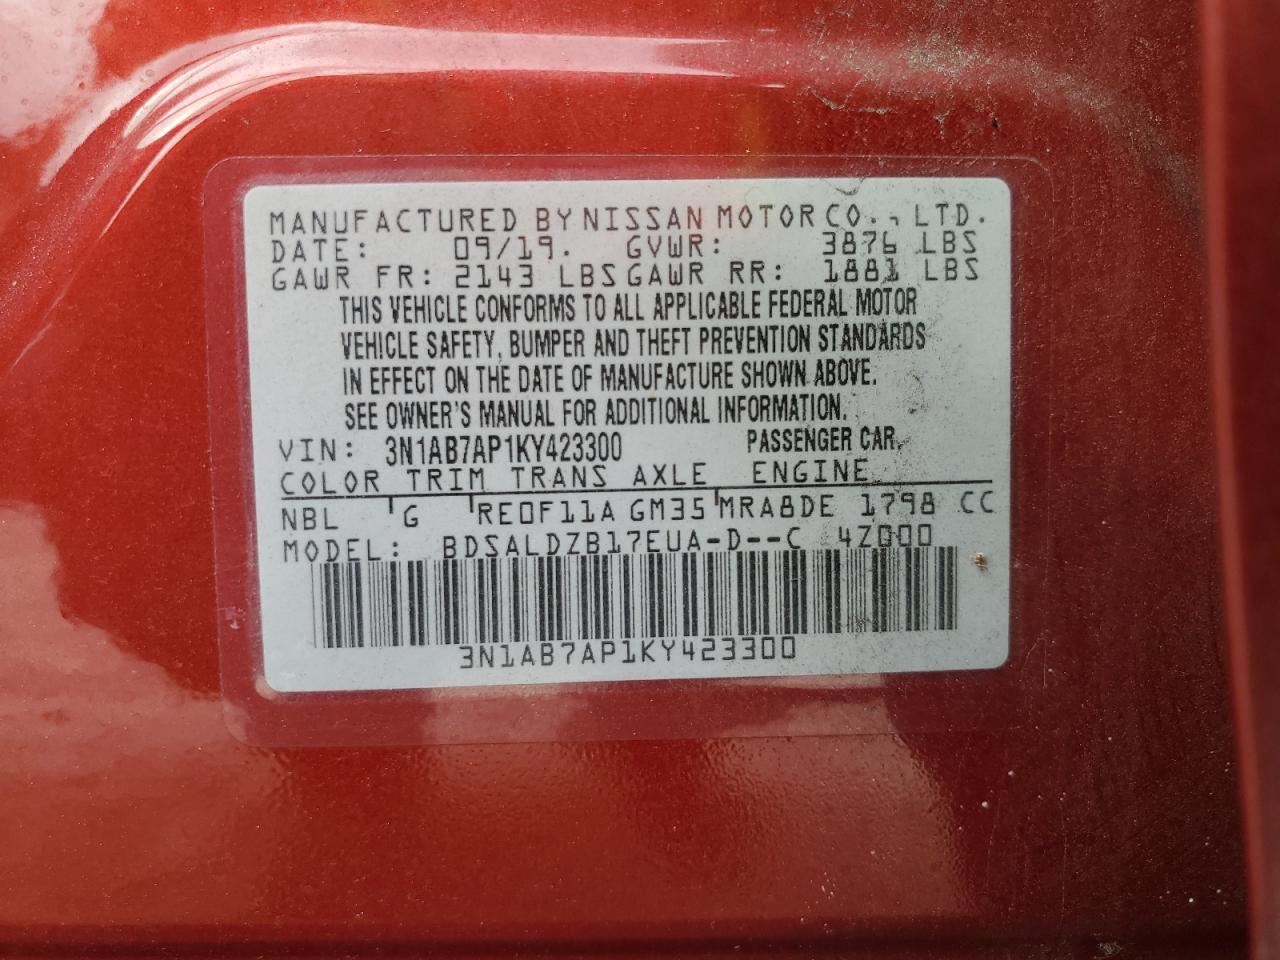 MANUFACTURED BY NISSAN MOTOR CO., LTD.
DATE: 09/19. GVWR: 3876 LBS
GAWR FR: 2143 LBS GAWR RR: 1881 LBS
THIS VEHICLE CONFORMS TO ALL APPLICABLE FEDERAL MOTOR
VEHICLE SAFETY, BUMPER AND THEFT PREVENTION STANDARDS
IN EFFECT ON THE DATE OF MANUFACTURE SHOWN ABOVE.
SEE OWNER'S MANUAL FOR ADDITIONAL INFORMATION.
VIN: 3N1AB7AP1KY423300 PASSENGER CAR
COLOR TRIM TRANS AXLE ENGINE
NBL G RE0F11A GM35 MRA8DE 1798 CC
MODEL: BDSALDZB17EUA-D--C 4Z000
3N1AB7AP1KY423300